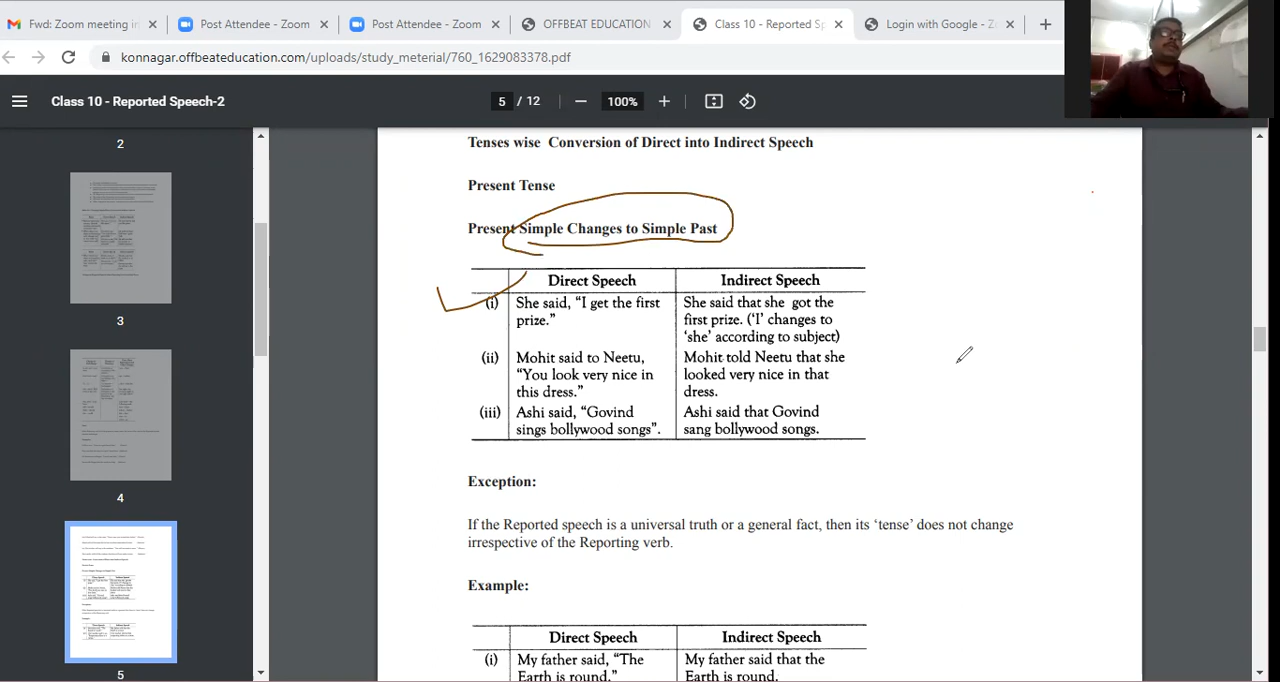 Fwd: Zoom meeting in
Post Attendee - Zoom
Post Attendee - Zoom
OFFBEAT EDUCATION
Class 10 - Reported Sp
Login with Google - Z
konnagar.offbeateducation.com/uploads/study_meterial/760_1629083378.pdf
Class 10 - Reported Speech-2
5 / 12
100%
2
3
4
5
Tenses wise Conversion of Direct into Indirect Speech
Present Tense
Present Simple Changes to Simple Past
Direct Speech Indirect Speech
(i) She said, “I get the first She said that she got the
prize.” first prize. (‘I’ changes to
‘she’ according to subject)
(ii) Mohit said to Neetu, Mohit told Neetu that she
“You look very nice in looked very nice in that
this dress.” dress.
(iii) Ashi said, “Govind Ashi said that Govind
sings bollywood songs”. sang bollywood songs.
Exception:
If the Reported speech is a universal truth or a general fact, then its ‘tense’ does not change
irrespective of the Reporting verb.
Example:
Direct Speech Indirect Speech
(i) My father said, “The My father said that the
Earth is round.” Earth is round.